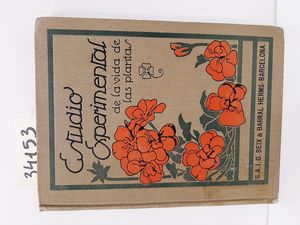 Estudio
Experimental
de la vida de
las plantas
S.A.I.G. SEIX & BARRAL HERMS.-BARCELONA
34153